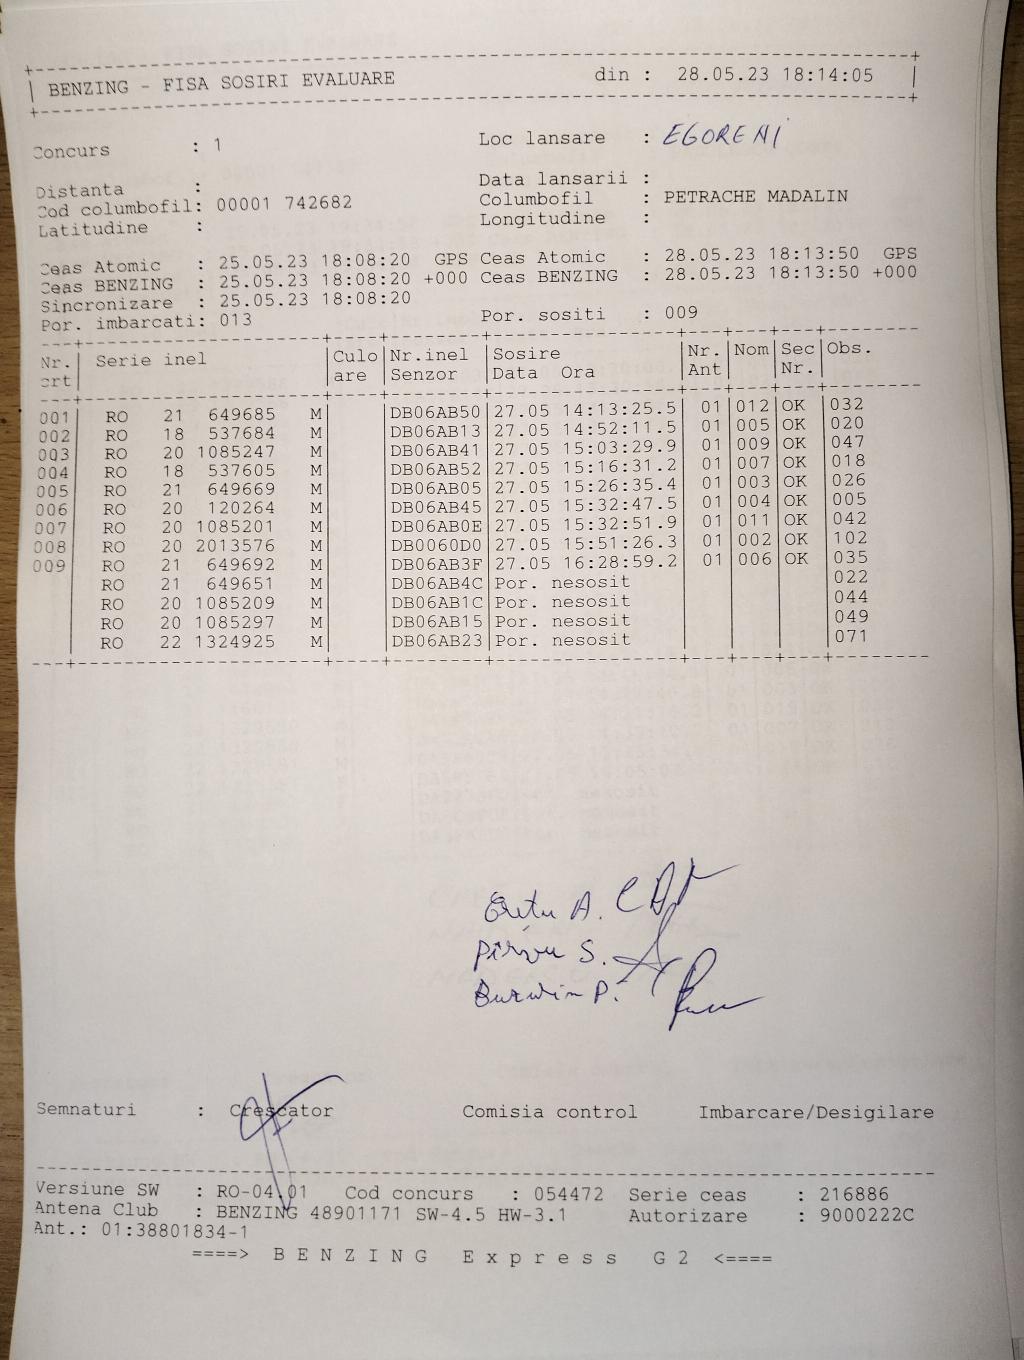 BENZING - FISA SOSIRI EVALUARE din : 28.05.23 18:14:05
Concurs : 1 Loc lansare : EGORENI
Distanta : Data lansarii :
Cod columbofil: 00001 742682 Columbofil : PETRACHE MADALIN
Latitudine : Longitudine :
Ceas Atomic : 25.05.23 18:08:20 GPS Ceas Atomic : 28.05.23 18:13:50 GPS
Ceas BENZING : 25.05.23 18:08:20 +000 Ceas BENZING : 28.05.23 18:13:50 +000
Sincronizare : 25.05.23 18:08:20
Por. imbarcati: 013 Por. sositi : 009
Nr. Serie inel Culo Nr.inel Sosire Nr. Nom Sec Obs.
crt are Senzor Data Ora Ant Nr.
001 RO 21 649685 M DB06AB50 27.05 14:13:25.5 01 012 OK 032
002 RO 18 537684 M DB06AB13 27.05 14:52:11.5 01 005 OK 020
003 RO 20 1085247 M DB06AB41 27.05 15:03:29.9 01 009 OK 047
004 RO 18 537605 M DB06AB52 27.05 15:16:31.2 01 007 OK 018
005 RO 21 649669 M DB06AB05 27.05 15:26:35.4 01 003 OK 026
006 RO 20 120264 M DB06AB45 27.05 15:32:47.5 01 004 OK 005
007 RO 20 1085201 M DB06AB0E 27.05 15:32:51.9 01 011 OK 042
008 RO 20 2013576 M DB0060D0 27.05 15:51:26.3 01 002 OK 102
009 RO 21 649692 M DB06AB3F 27.05 16:28:59.2 01 006 OK 035
RO 21 649651 M DB06AB4C Por. nesosit 022
RO 20 1085209 M DB06AB1C Por. nesosit 044
RO 20 1085297 M DB06AB15 Por. nesosit 049
RO 22 1324925 M DB06AB23 Por. nesosit 071
A.
Pîrvu S.
P.
Semnaturi : Crescator Comisia control Imbarcare/Desigilare
Versiune SW : RO-04.01 Cod concurs : 054472 Serie ceas : 216886
Antena Club : BENZING 48901171 SW-4.5 HW-3.1 Autorizare : 9000222C
Ant.: 01:38801834-1
====> B E N Z I N G E x p r e s s G 2 <====